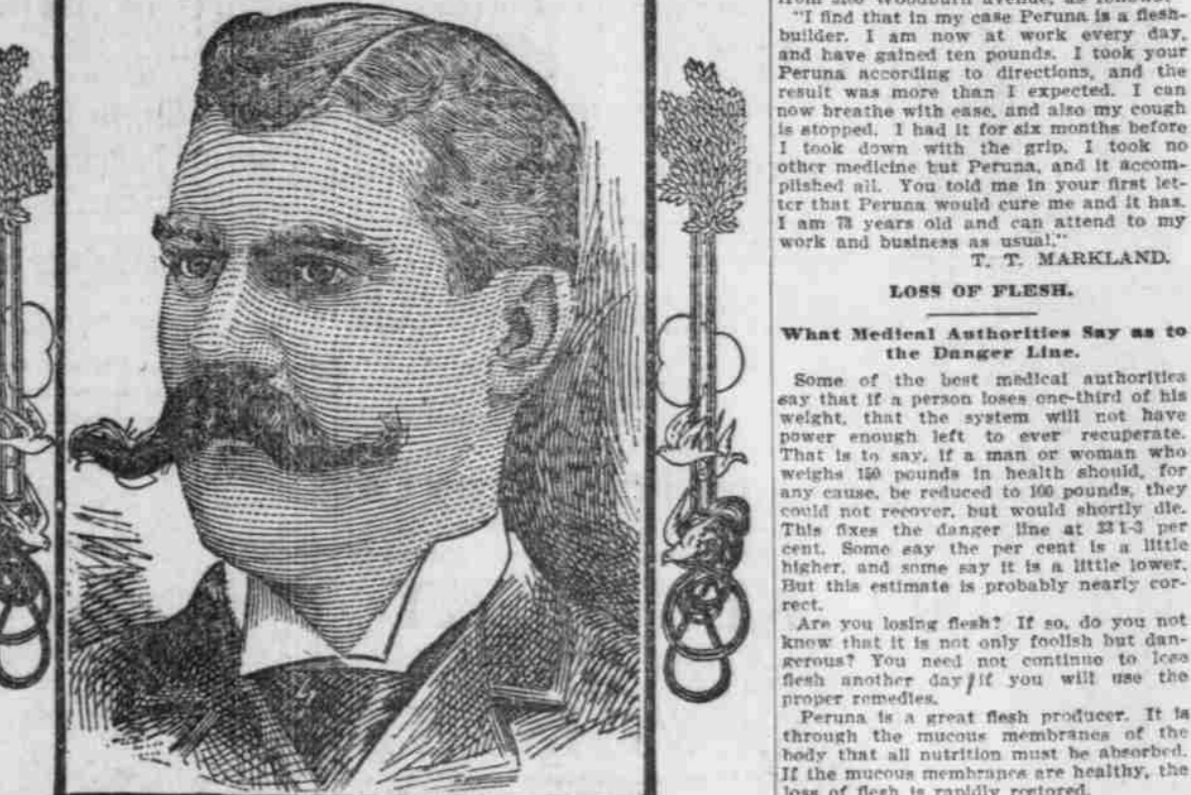 from 3lle Woodburn avenue, as follows:
"I find that in my case Peruna is a flesh-
builder. I am now at work every day,
and have gained ten pounds. I took your
Peruna according to directions, and the
result was more than I expected. I can
now breathe with ease, and also my cough
is stopped. I had it for six months before
I took down with the grip. I took no
other medicine but Peruna, and it accom-
plished all. You told me in your first let-
ter that Peruna would cure me and it has.
I am 73 years old and can attend to my
work and business as usual."
T. T. MARKLAND.
LOSS OF FLESH.
What Medical Authorities Say as to
the Danger Line.
Some of the best medical authorities
say that if a person loses one-third of his
weight, that the system will not have
power enough left to ever recuperate.
That is to say, if a man or woman who
weighs 150 pounds in health should, for
any cause, be reduced to 100 pounds, they
could not recover, but would shortly die.
This fixes the danger line at 33 1-3 per
cent. Some say the per cent is a little
higher, and some say it is a little lower.
But this estimate is probably nearly cor-
rect.
Are you losing flesh? If so, do you not
know that it is not only foolish but dan-
gerous? You need not continue to lose
flesh another day if you will use the
proper remedies.
Peruna is a great flesh producer. It is
through the mucous membranes of the
body that all nutrition must be absorbed.
If the mucous membranes are healthy, the
loss of flesh is rapidly restored.